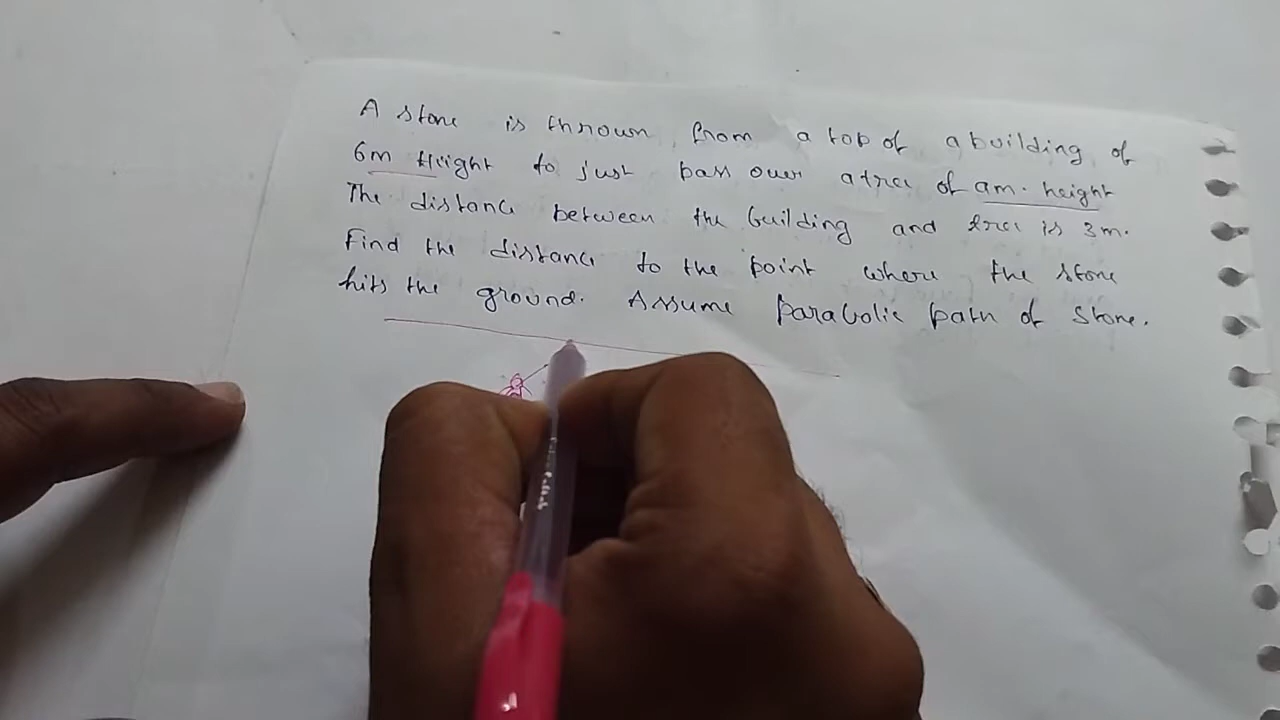 A stone is thrown from a top of a building of
6m Height to just pass over a tree of 9m. height
The distance between the building and tree is 3m.
Find the distance to the point where the stone
hits the ground. Assume parabolic path of stone.